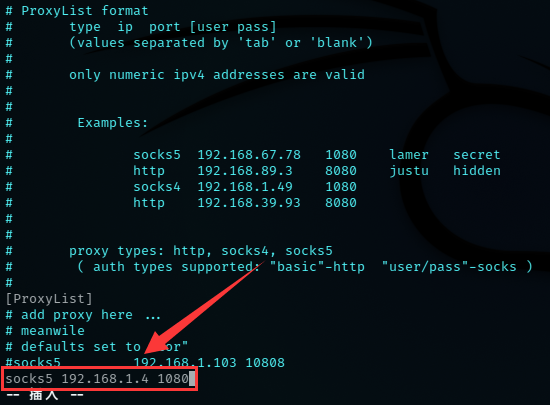 # ProxyList format
#       type  ip  port [user pass]
#       (values separated by 'tab' or 'blank')
#
#       only numeric ipv4 addresses are valid
#
#
#        Examples:
#
#               socks5  192.168.67.78   1080    lamer   secret
#               http    192.168.89.3    8080    justu   hidden
#               socks4  192.168.1.49    1080
#               http    192.168.39.93   8080
#
#
#       proxy types: http, socks4, socks5
#        ( auth types supported: "basic"-http  "user/pass"-socks )
#
[ProxyList]
# add proxy here ...
# meanwile
# defaults set to
#socks5         192.168.1.103 10808
socks5 192.168.1.4 1080
-- 插入 --